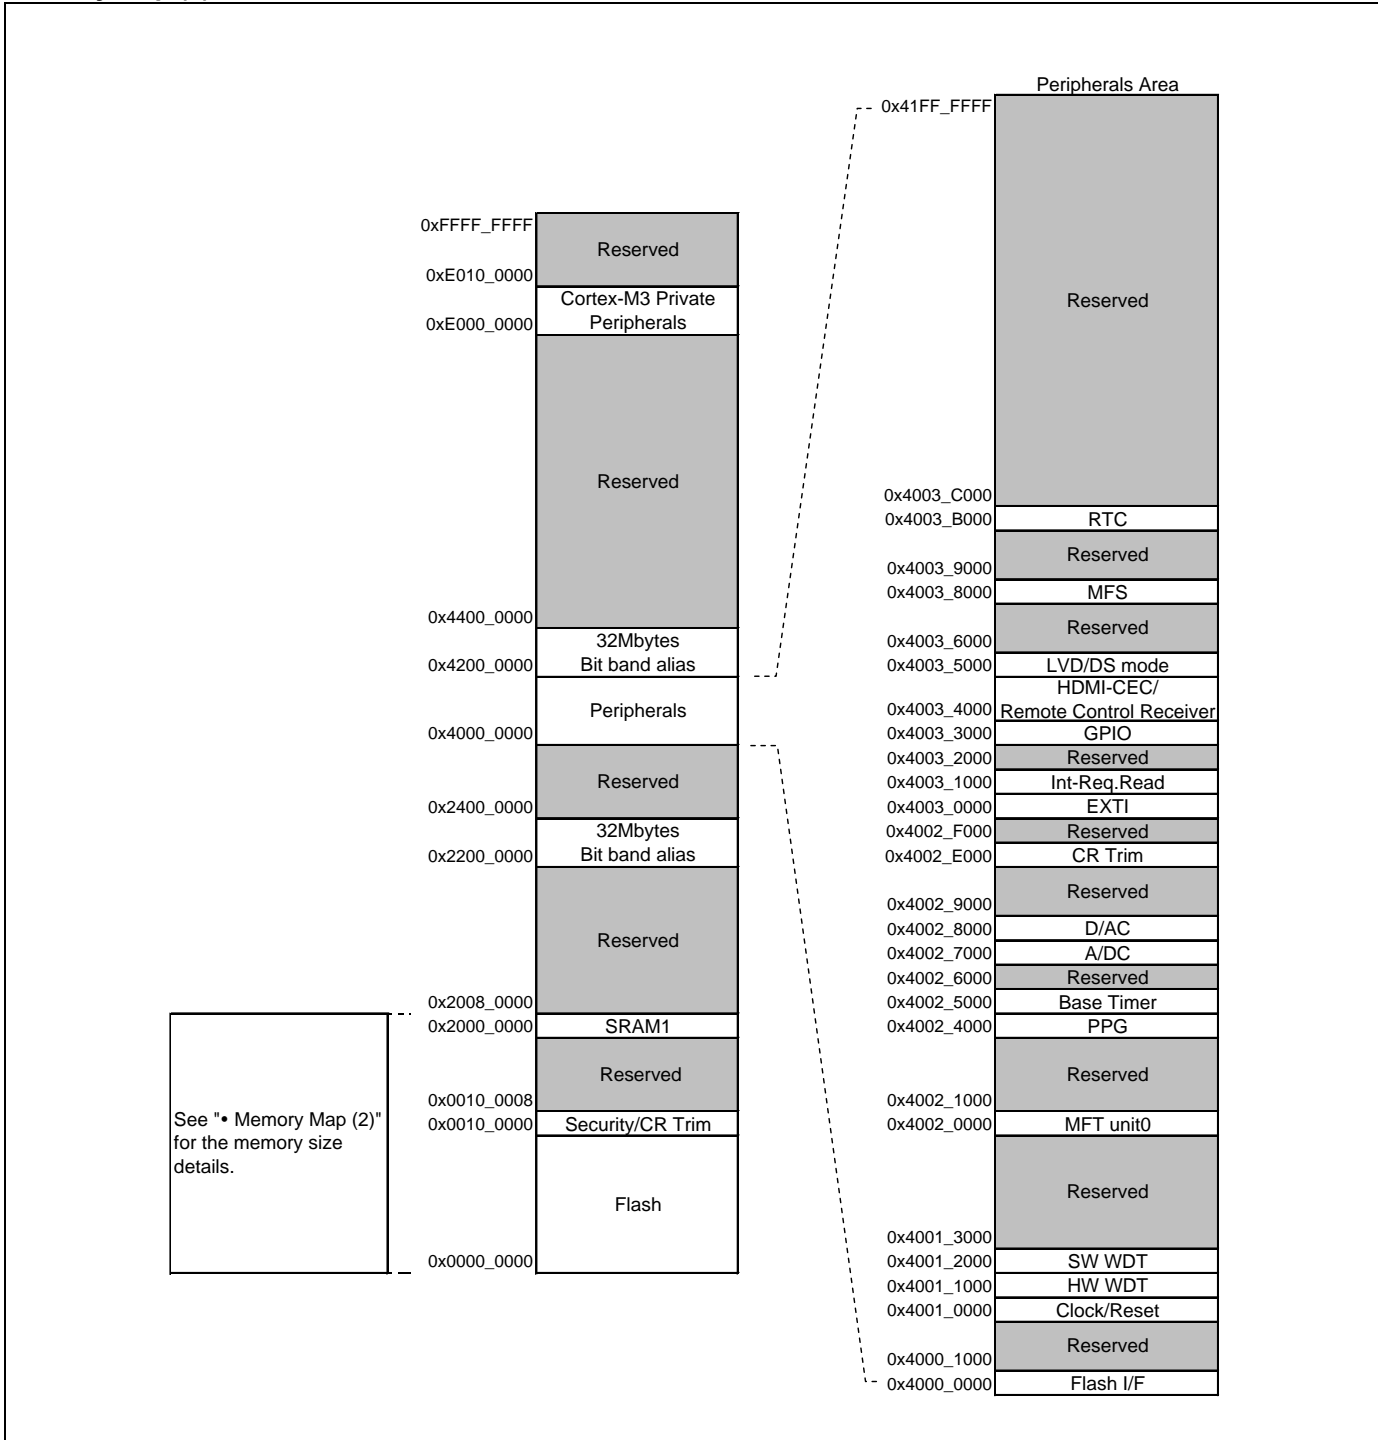 Peripherals Area
0x41FF_FFFF
Reserved
0x4003_C000
0x4003_B000 RTC
Reserved
0x4003_9000
0x4003_8000 MFS
Reserved
0x4003_6000
0x4003_5000 LVD/DS mode
HDMI-CEC/
0x4003_4000 Remote Control Receiver
0x4003_3000 GPIO
0x4003_2000 Reserved
0x4003_1000 Int-Req.Read
0x4003_0000 EXTI
0x4002_F000 Reserved
0x4002_E000 CR Trim
Reserved
0x4002_9000
0x4002_8000 D/AC
0x4002_7000 A/DC
0x4002_6000 Reserved
0x4002_5000 Base Timer
0x4002_4000 PPG
Reserved
0x4002_1000
0x4002_0000 MFT unit0
Reserved
0x4001_3000
0x4001_2000 SW WDT
0x4001_1000 HW WDT
0x4001_0000 Clock/Reset
Reserved
0x4000_1000
0x4000_0000 Flash I/F
0xFFFF_FFFF
Reserved
0xE010_0000
Cortex-M3 Private
0xE000_0000 Peripherals
Reserved
0x4400_0000
32Mbytes
0x4200_0000 Bit band alias
Peripherals
0x4000_0000
Reserved
0x2400_0000
32Mbytes
0x2200_0000 Bit band alias
Reserved
0x2008_0000
0x2000_0000 SRAM1
Reserved
0x0010_0008
0x0010_0000 Security/CR Trim
Flash
0x0000_0000
See "• Memory Map (2)"
for the memory size
details.